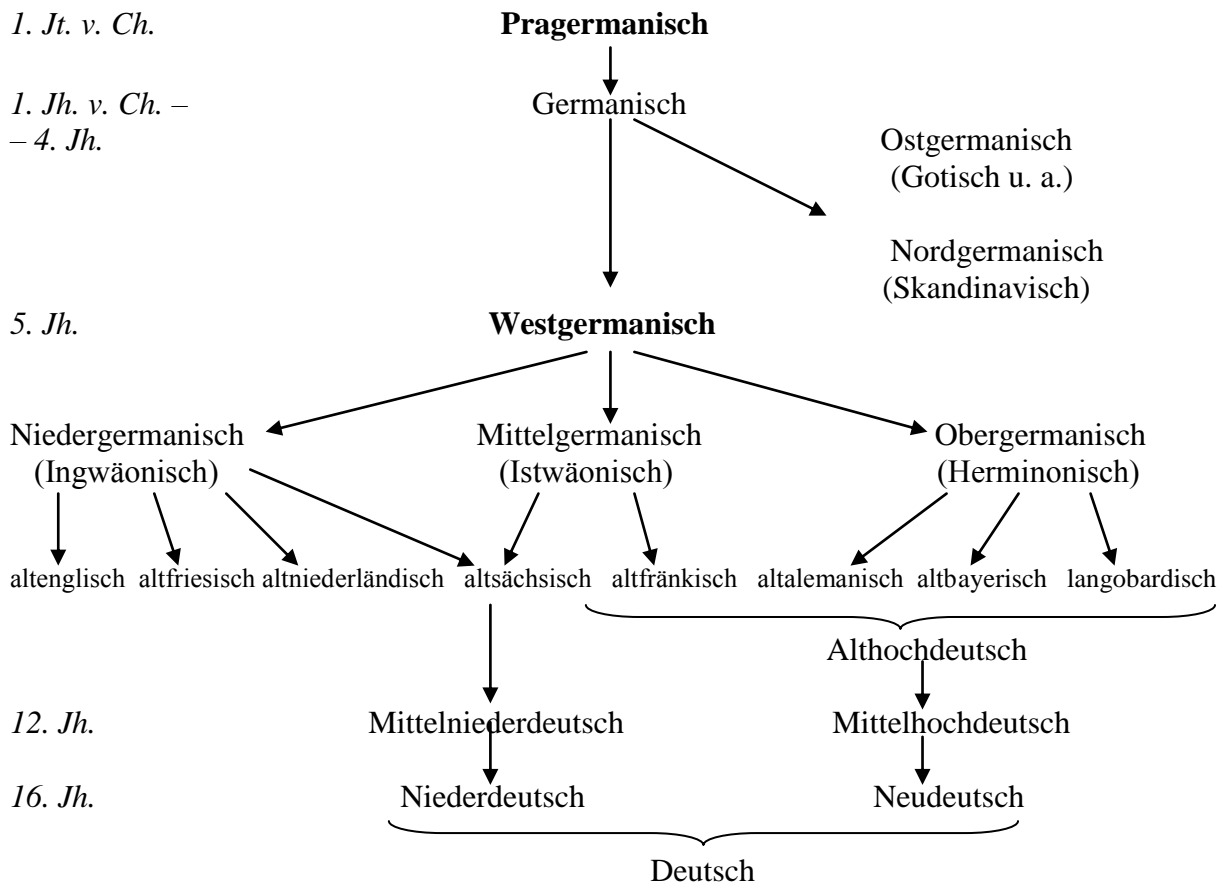 1. Jt. v. Ch. Pragermanisch
1. Jh. v. Ch. – Germanisch
– 4. Jh. Ostgermanisch
(Gotisch u. a.)
Nordgermanisch
(Skandinavisch)
5. Jh. Westgermanisch
Niedergermanisch Mittelgermanisch Obergermanisch
(Ingwäonisch) (Istwäonisch) (Herminonisch)
altenglisch altfriesisch altniederländisch altsächsisch altfränkisch altalemanisch altbayerisch langobardisch
Althochdeutsch
12. Jh. Mittelniederdeutsch Mittelhochdeutsch
16. Jh. Niederdeutsch Neudeutsch
Deutsch